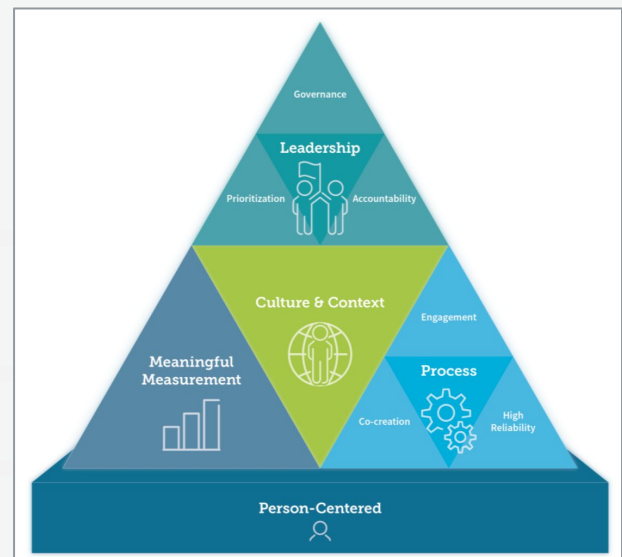 Governance
Leadership
Prioritization
Accountability
Culture & Context
Engagement
Meaningful
Measurement
Process
Co-creation
High
Reliability
Person-Centered